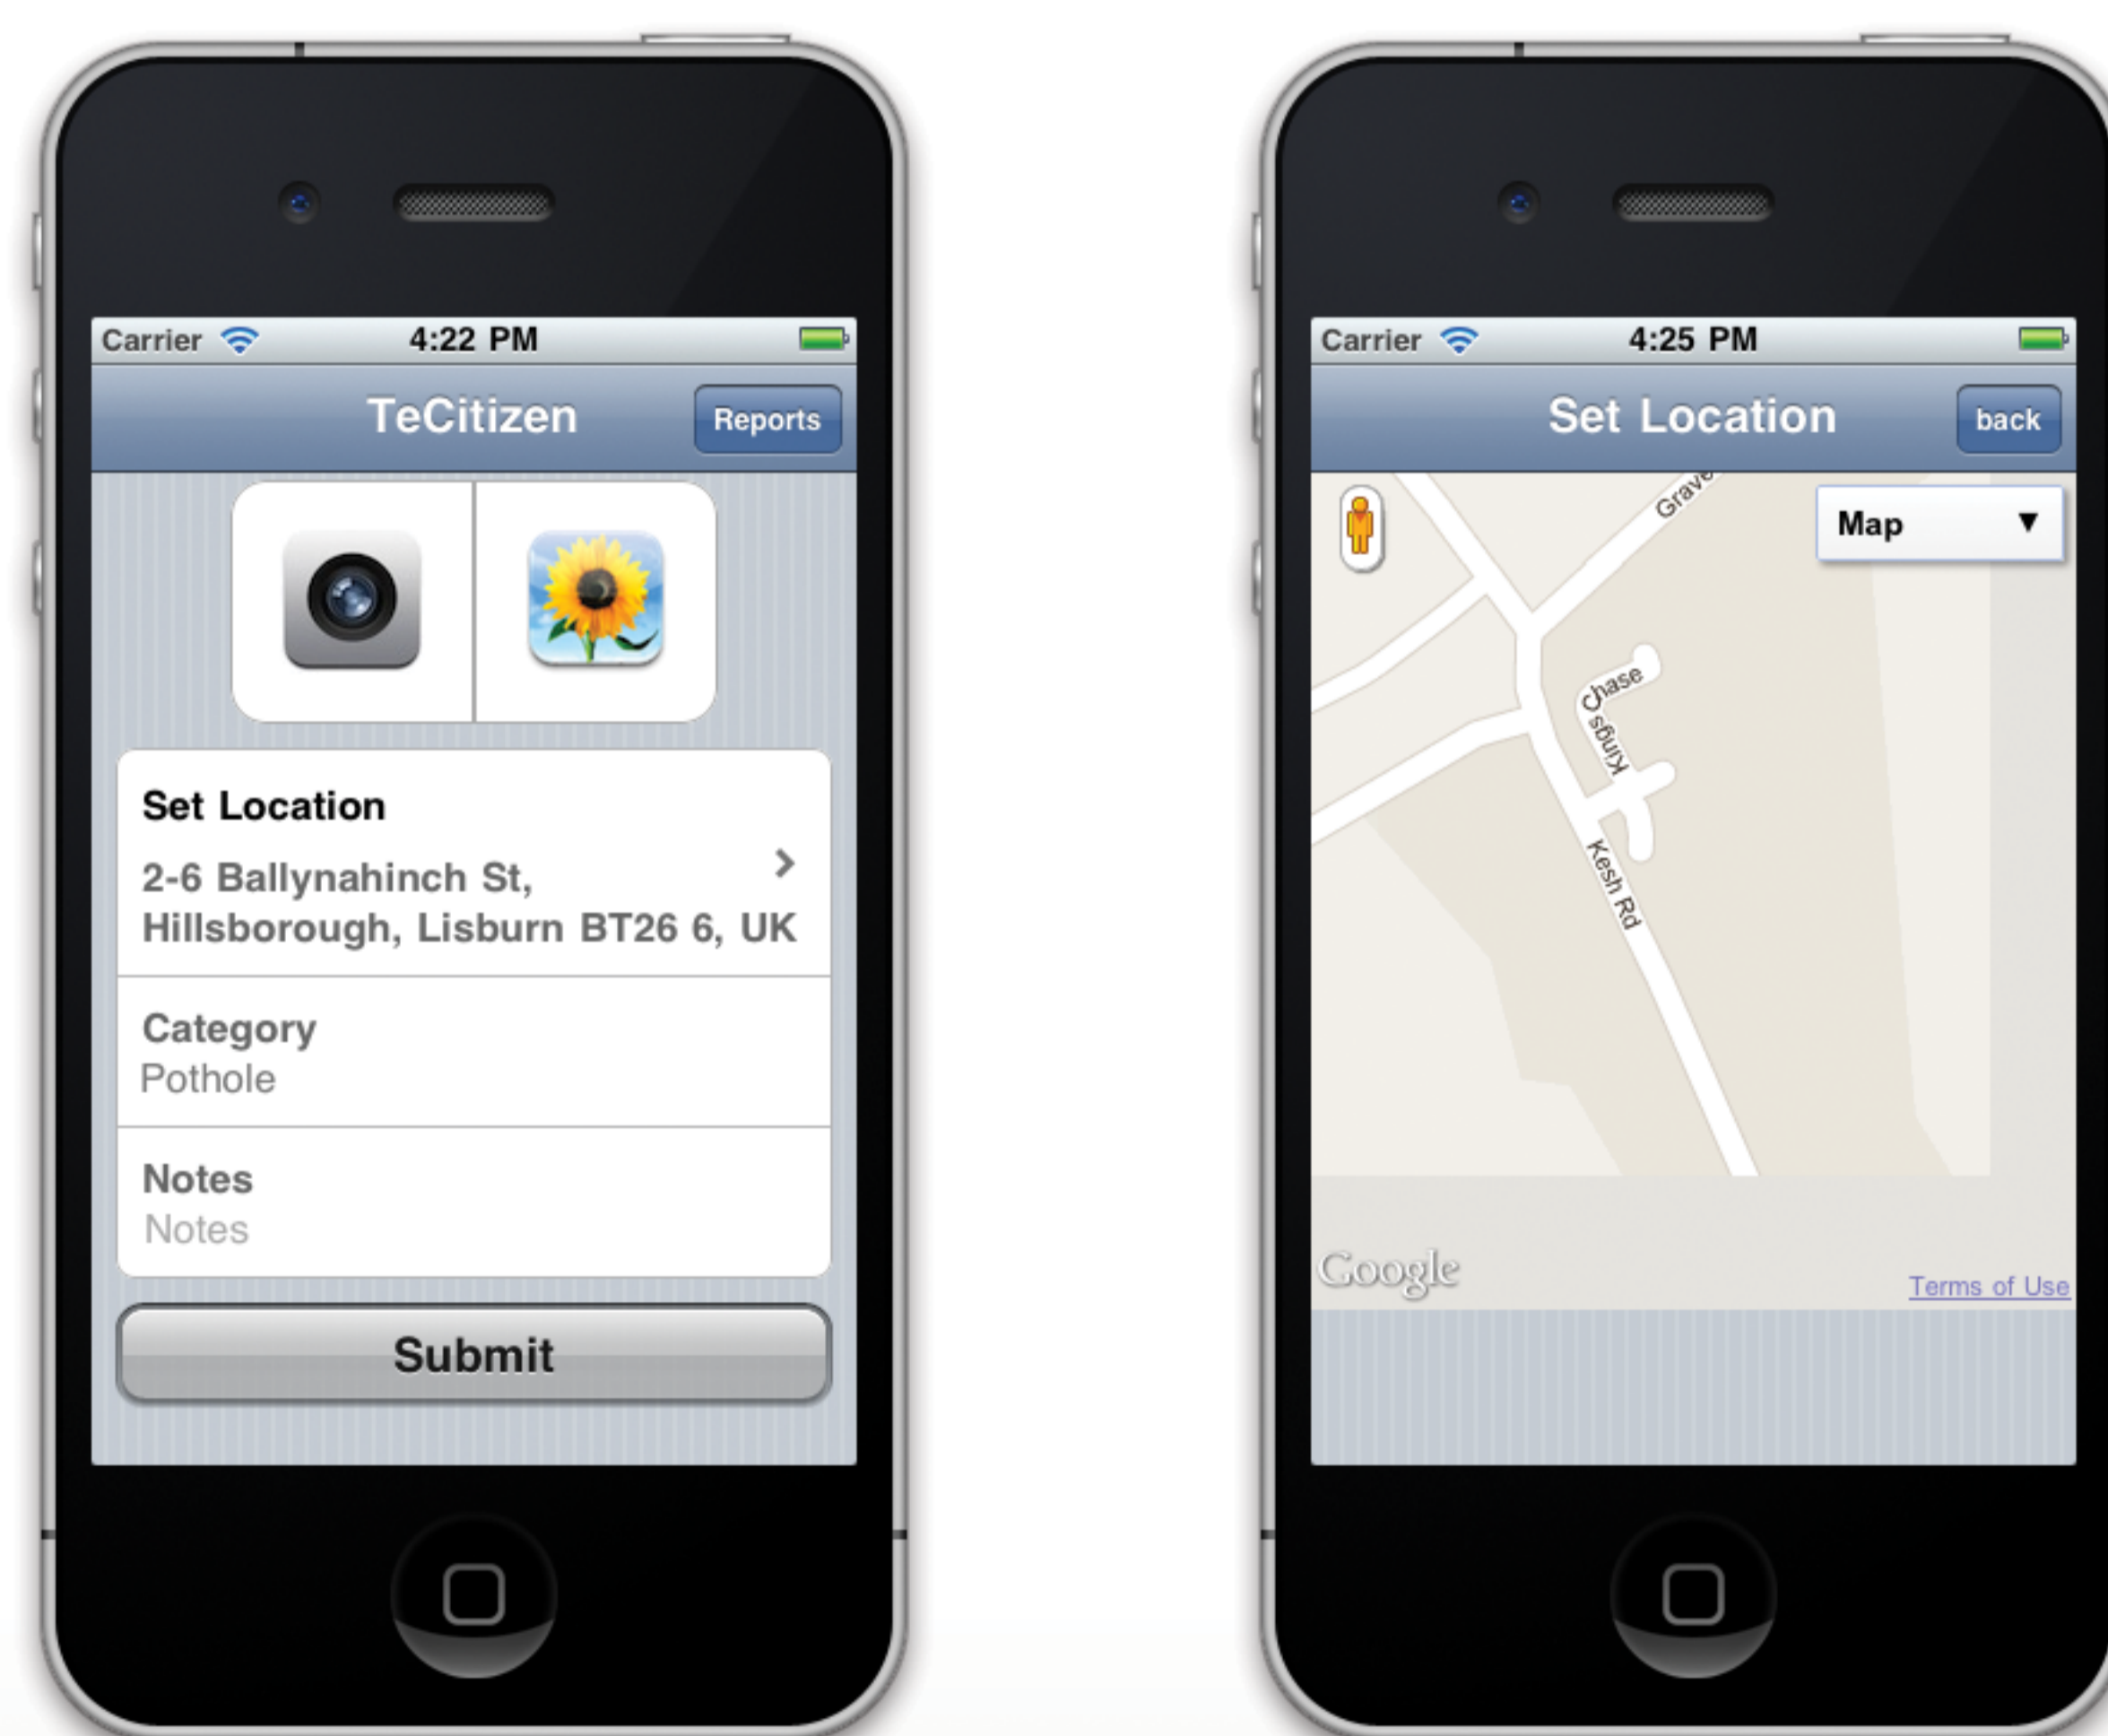 Carrier 4:22 PM
TeCitizen Reports
Set Location
2-6 Ballynahinch St,
Hillsborough, Lisburn BT26 6, UK
Category
Pothole
Notes
Notes
Submit
Carrier 4:25 PM
Set Location back
Map
Grave
Kings Chase
Kesh Rd
Google
Terms of Use